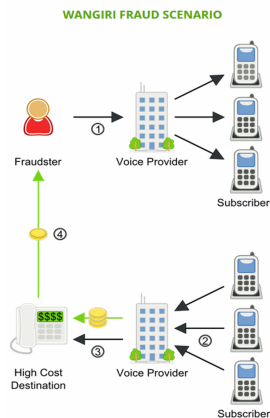 WANGIRI FRAUD SCENARIO
①
Fraudster
Voice Provider
Subscriber
④
$$$$
③
②
High Cost
Destination
Voice Provider
Subscriber